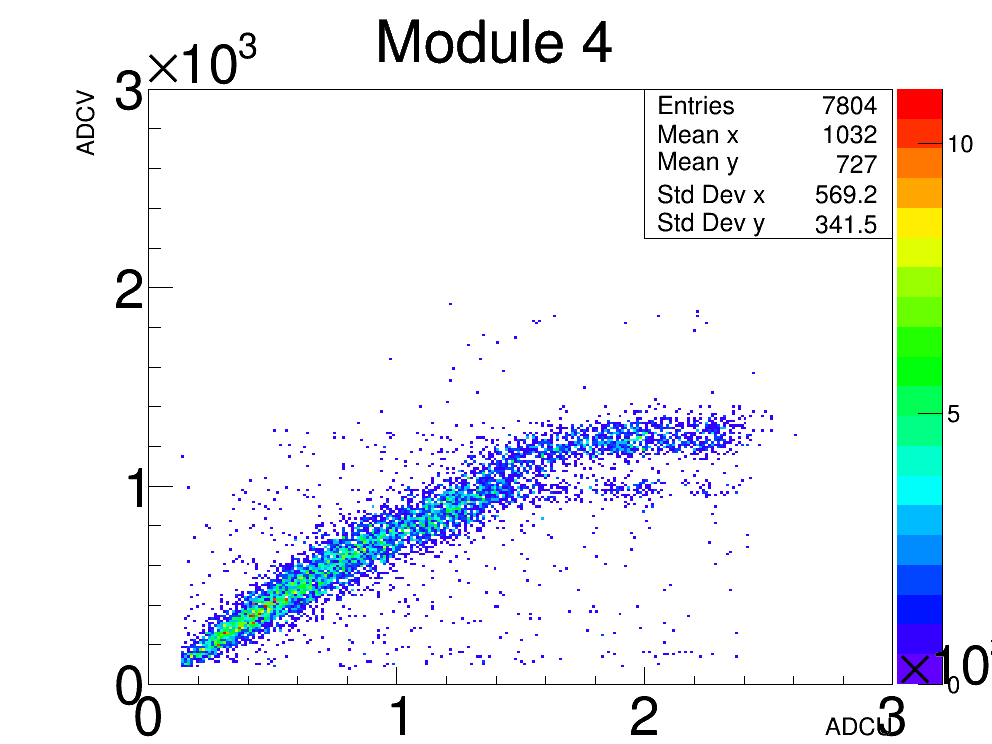 Module 4
×10³
ADCV
3
2
1
0
Entries 7804
Mean x 1032
Mean y 727
Std Dev x 569.2
Std Dev y 341.5
10
5
0
×10
0 1 2 3
ADCU